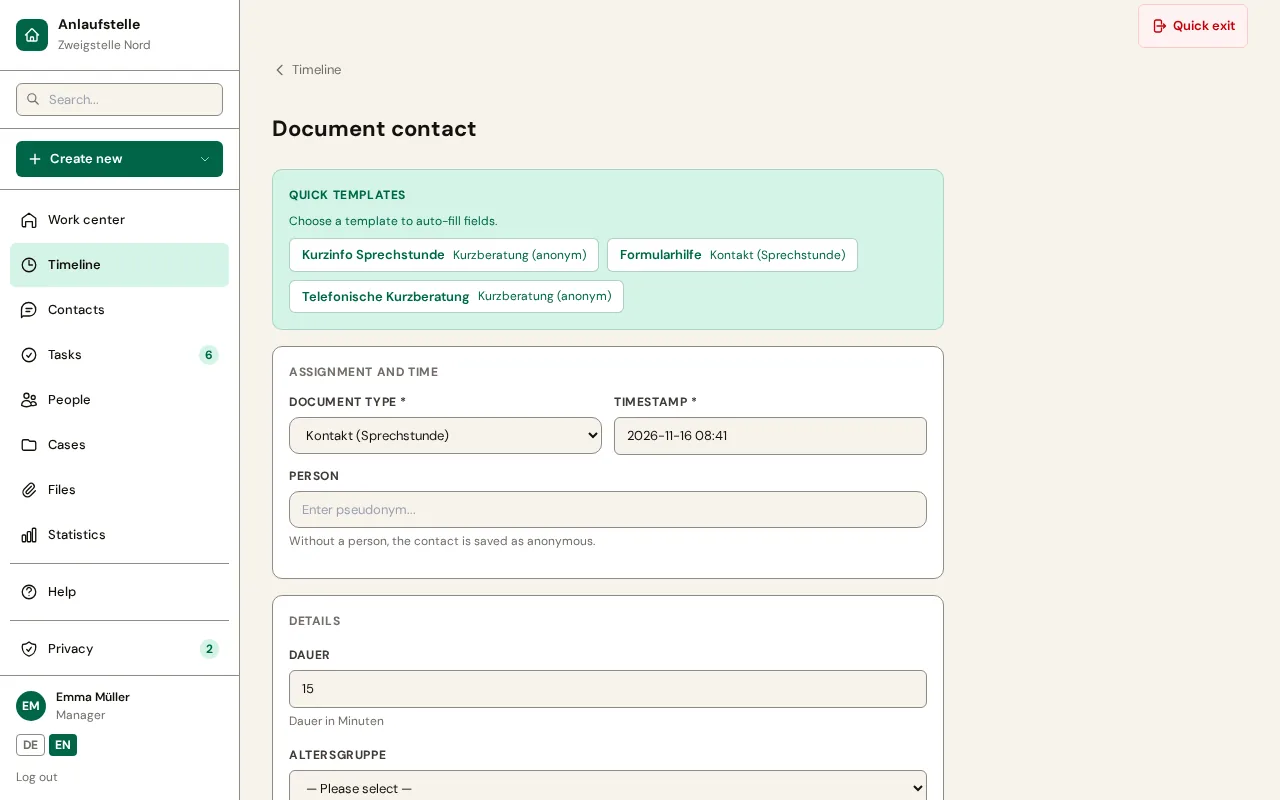 Anlaufstelle
Zweigstelle Nord
Search...
Create new
Work center
Timeline
Contacts
Tasks 6
People
Cases
Files
Statistics
Help
Privacy 2
EM Emma Müller
Manager
DE EN
Log out
Quick exit
Timeline
Document contact
QUICK TEMPLATES
Choose a template to auto-fill fields.
Kurzinfo Sprechstunde Kurzberatung (anonym) Formularhilfe Kontakt (Sprechstunde)
Telefonische Kurzberatung Kurzberatung (anonym)
ASSIGNMENT AND TIME
DOCUMENT TYPE * TIMESTAMP *
Kontakt (Sprechstunde) 2026-11-16 08:41
PERSON
Enter pseudonym...
Without a person, the contact is saved as anonymous.
DETAILS
DAUER
15
Dauer in Minuten
ALTERSGRUPPE
— Please select —